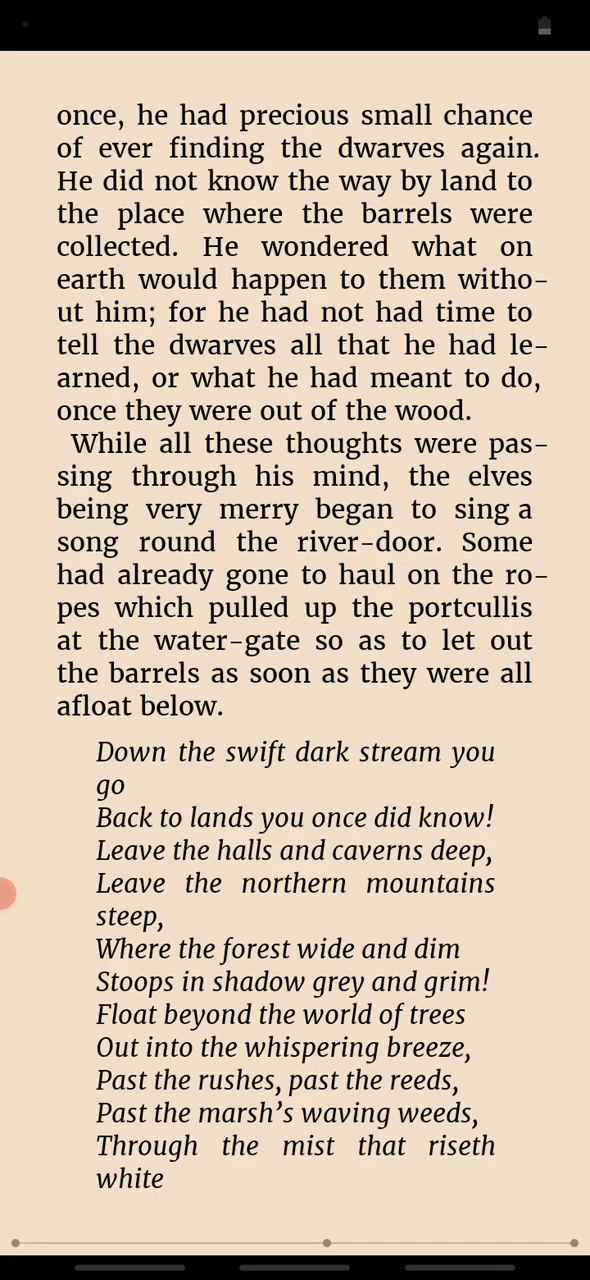 once, he had precious small chance
of ever finding the dwarves again.
He did not know the way by land to
the place where the barrels were
collected. He wondered what on
earth would happen to them witho-
ut him; for he had not had time to
tell the dwarves all that he had le-
arned, or what he had meant to do,
once they were out of the wood.
While all these thoughts were pas-
sing through his mind, the elves
being very merry began to sing a
song round the river-door. Some
had already gone to haul on the ro-
pes which pulled up the portcullis
at the water-gate so as to let out
the barrels as soon as they were all
afloat below.
Down the swift dark stream you
go
Back to lands you once did know!
Leave the halls and caverns deep,
Leave the northern mountains
steep,
Where the forest wide and dim
Stoops in shadow grey and grim!
Float beyond the world of trees
Out into the whispering breeze,
Past the rushes, past the reeds,
Past the marsh’s waving weeds,
Through the mist that riseth
white